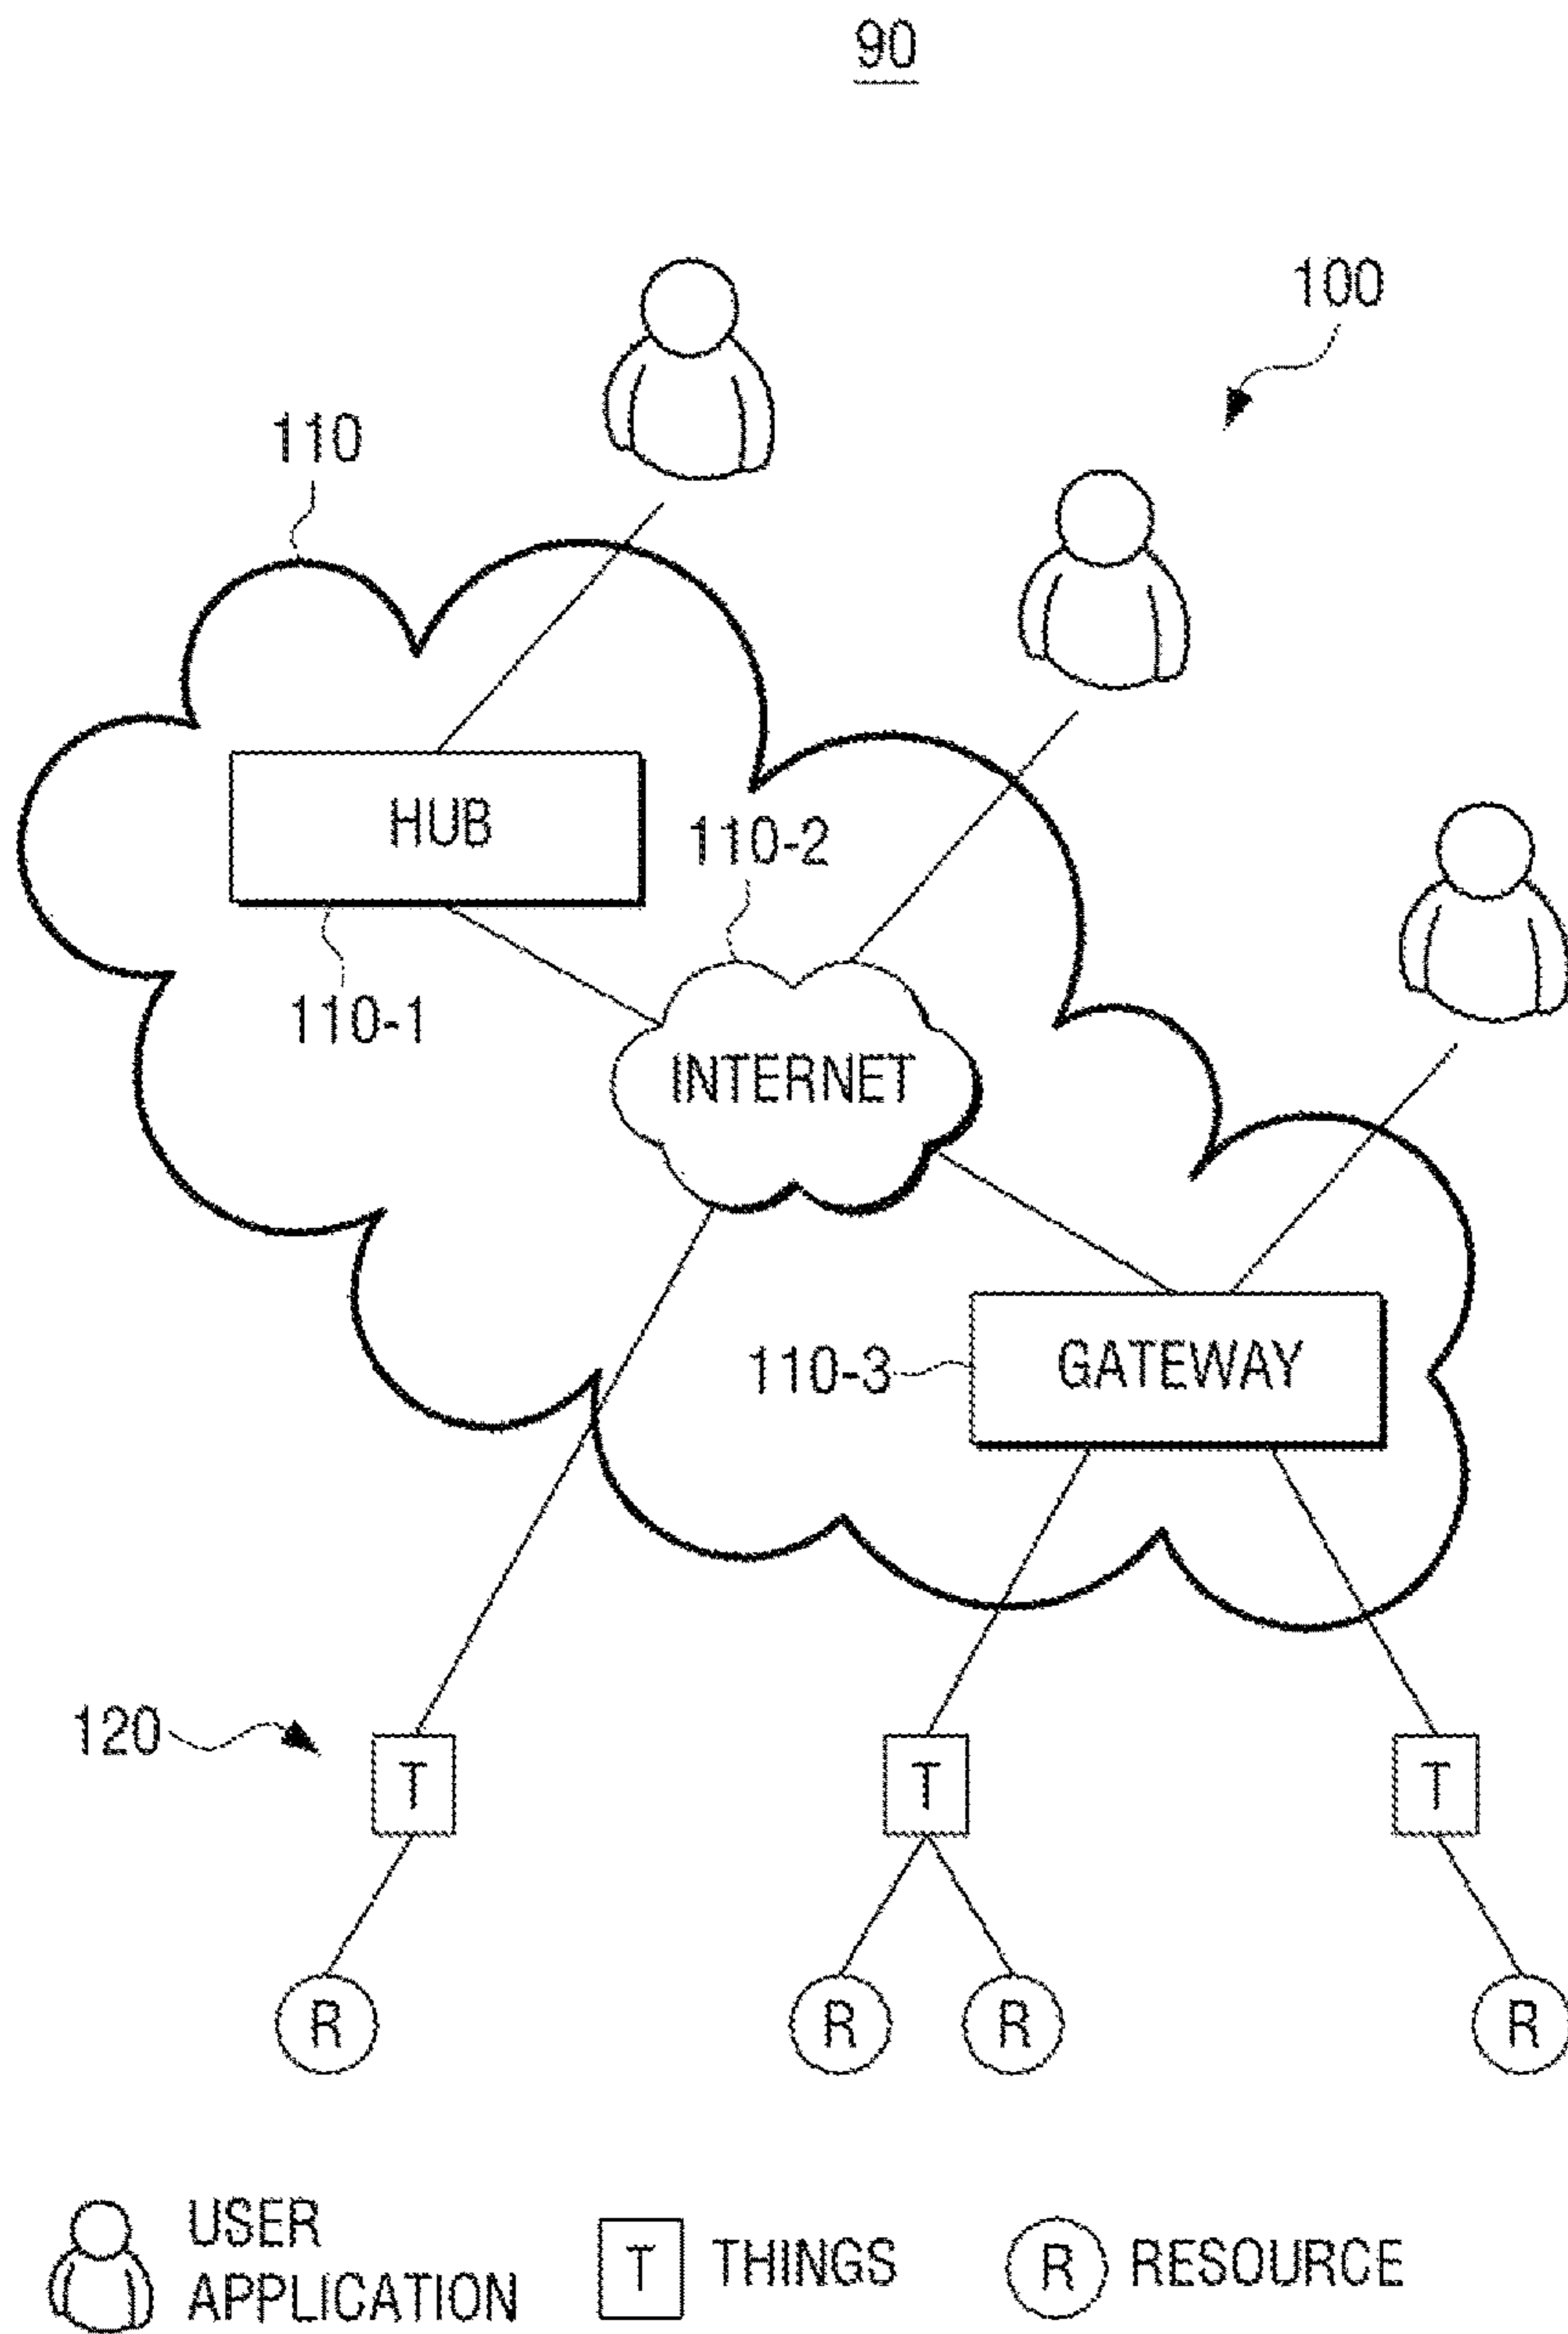 90
100
110
HUB
110-2
110-1
INTERNET
110-3
GATEWAY
120
T
T
T
R
R
R
R
USER
APPLICATION
T
THINGS
R
RESOURCE